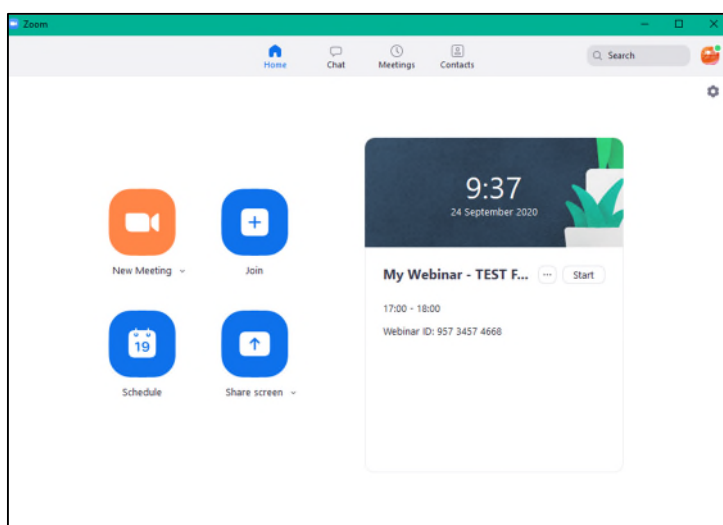 Zoom
Home Chat Meetings Contacts
Search
9:37
24 September 2020
My Webinar - TEST F... ... Start
17:00 - 18:00
Webinar ID: 957 3457 4668
New Meeting
Join
19
Schedule
Share screen